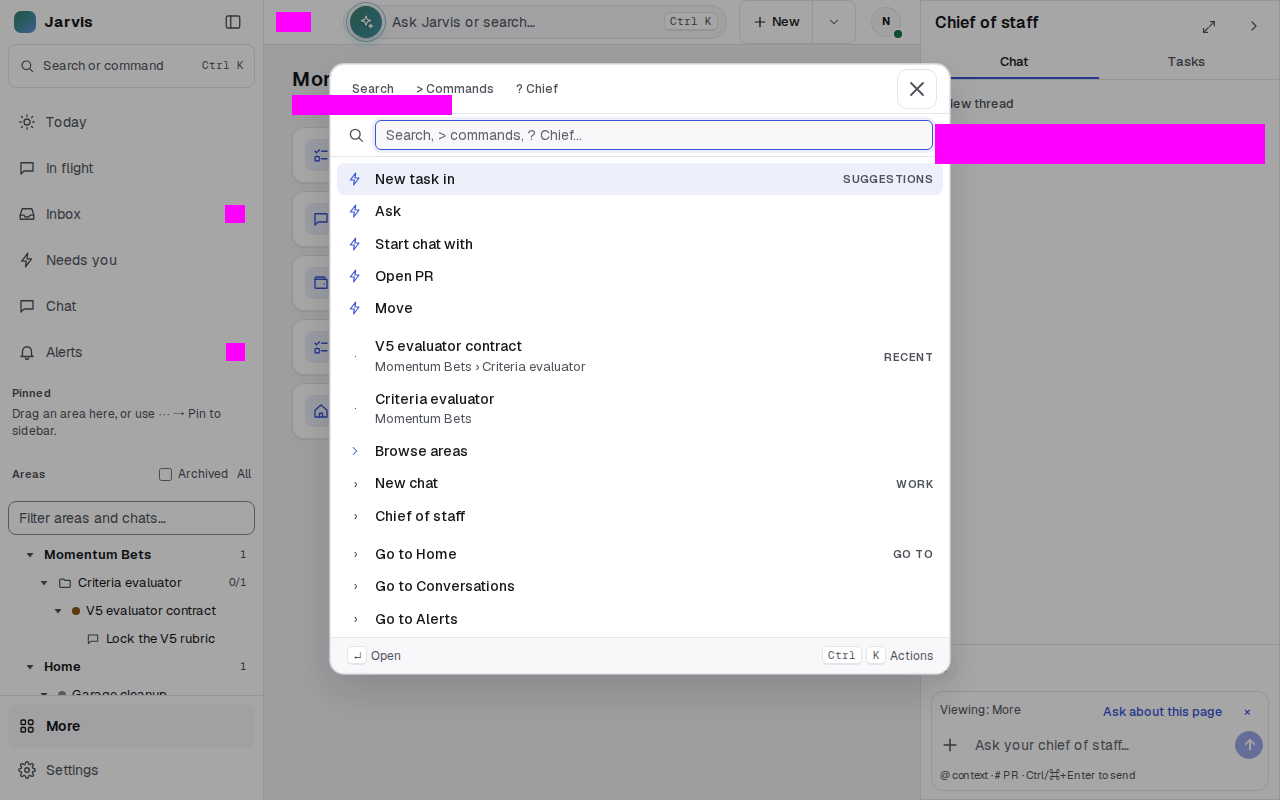 Jarvis
Search or command Ctrl K
Today
In flight
Inbox
Needs you
Chat
Alerts
Pinned
Drag an area here, or use ··· → Pin to
sidebar.
Areas Archived All
Filter areas and chats...
Momentum Bets 1
Criteria evaluator 0/1
V5 evaluator contract
Lock the V5 rubric
Home 1
Garage cleanup
More
Settings
Ask Jarvis or search... Ctrl K
New
N
Search > Commands ? Chief
Search, > commands, ? Chief...
New task in SUGGESTIONS
Ask
Start chat with
Open PR
Move
V5 evaluator contract
Momentum Bets › Criteria evaluator RECENT
Criteria evaluator
Momentum Bets
Browse areas
New chat WORK
Chief of staff
Go to Home GO TO
Go to Conversations
Go to Alerts
↵ Open Ctrl K Actions
Chief of staff
Chat Tasks
Viewing: More Ask about this page ×
Ask your chief of staff...
@ context · # PR · Ctrl/⌘+Enter to send